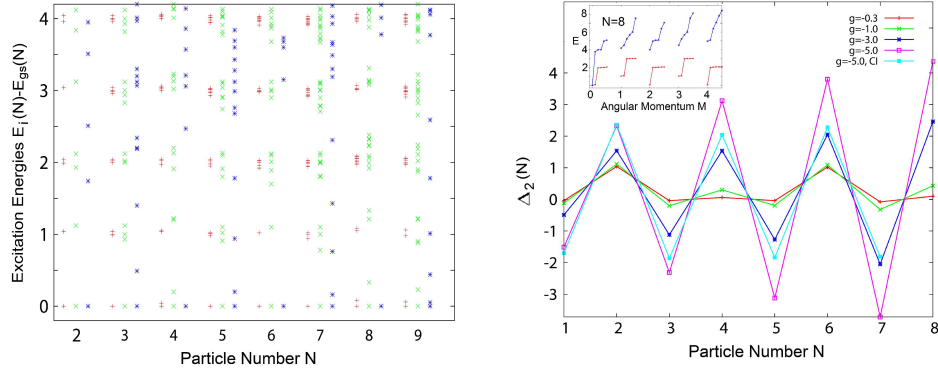 Excitation Energies E_i(N)-E_gs(N)
4
3
2
1
0
2 3 4 5 6 7 8 9
Particle Number N
Δ_2(N)
5
4
3
2
1
0
-1
-2
-3
1 2 3 4 5 6 7 8
Particle Number N
g=-0.3
g=-1.0
g=-3.0
g=-5.0
g=-5.0, CI
N=8
E
8
6
4
2
0 1 2 3 4
Angular Momentum M